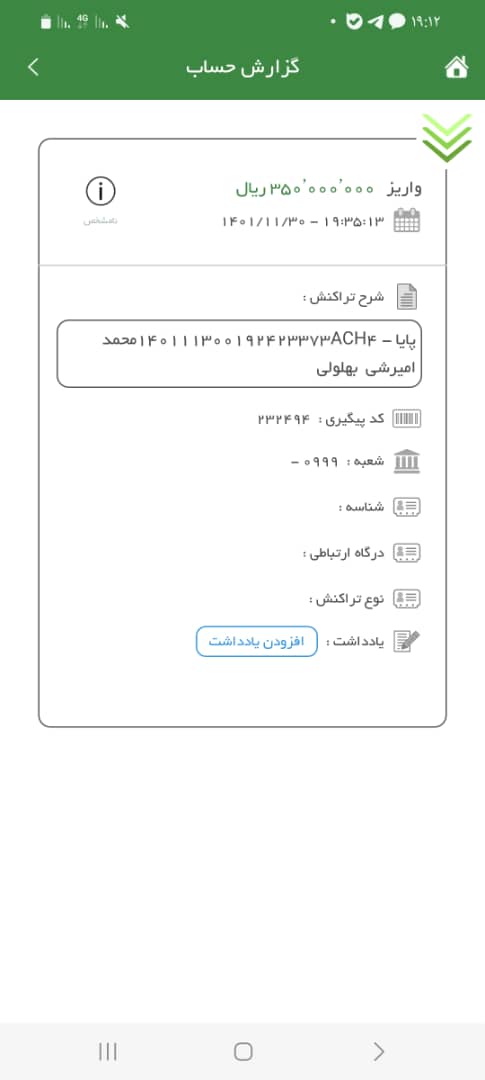 ۱۹:۱۲
4G
گزارش حساب
واریز ۳۵۰٬۰۰۰٬۰۰۰ ریال
۱۴۰۱/۱۱/۳۰ – ۱۹:۳۵:۱۳
نامشخص
شرح تراکنش :
پایا – ۱۴۰۱۱۱۳۰۰۱۹۲۴۲۳۳۷۳ACH۴محمد
امیرشی بهلولی
کد پیگیری : ۲۳۲۴۹۴
شعبه : ۰۹۹۹ –
شناسه :
درگاه ارتباطی :
نوع تراکنش :
یادداشت : افزودن یادداشت